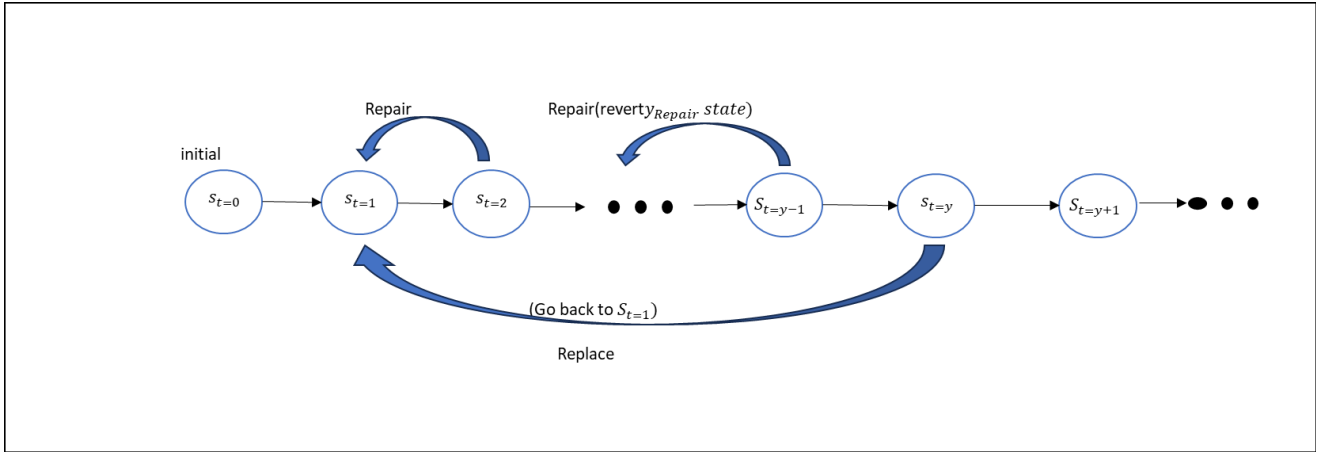 Repair
Repair(reverty_{Repair} state)
initial
s_{t=0}
s_{t=1}
s_{t=2}
S_{t=y-1}
s_{t=y}
S_{t=y+1}
(Go back to S_{t=1})
Replace